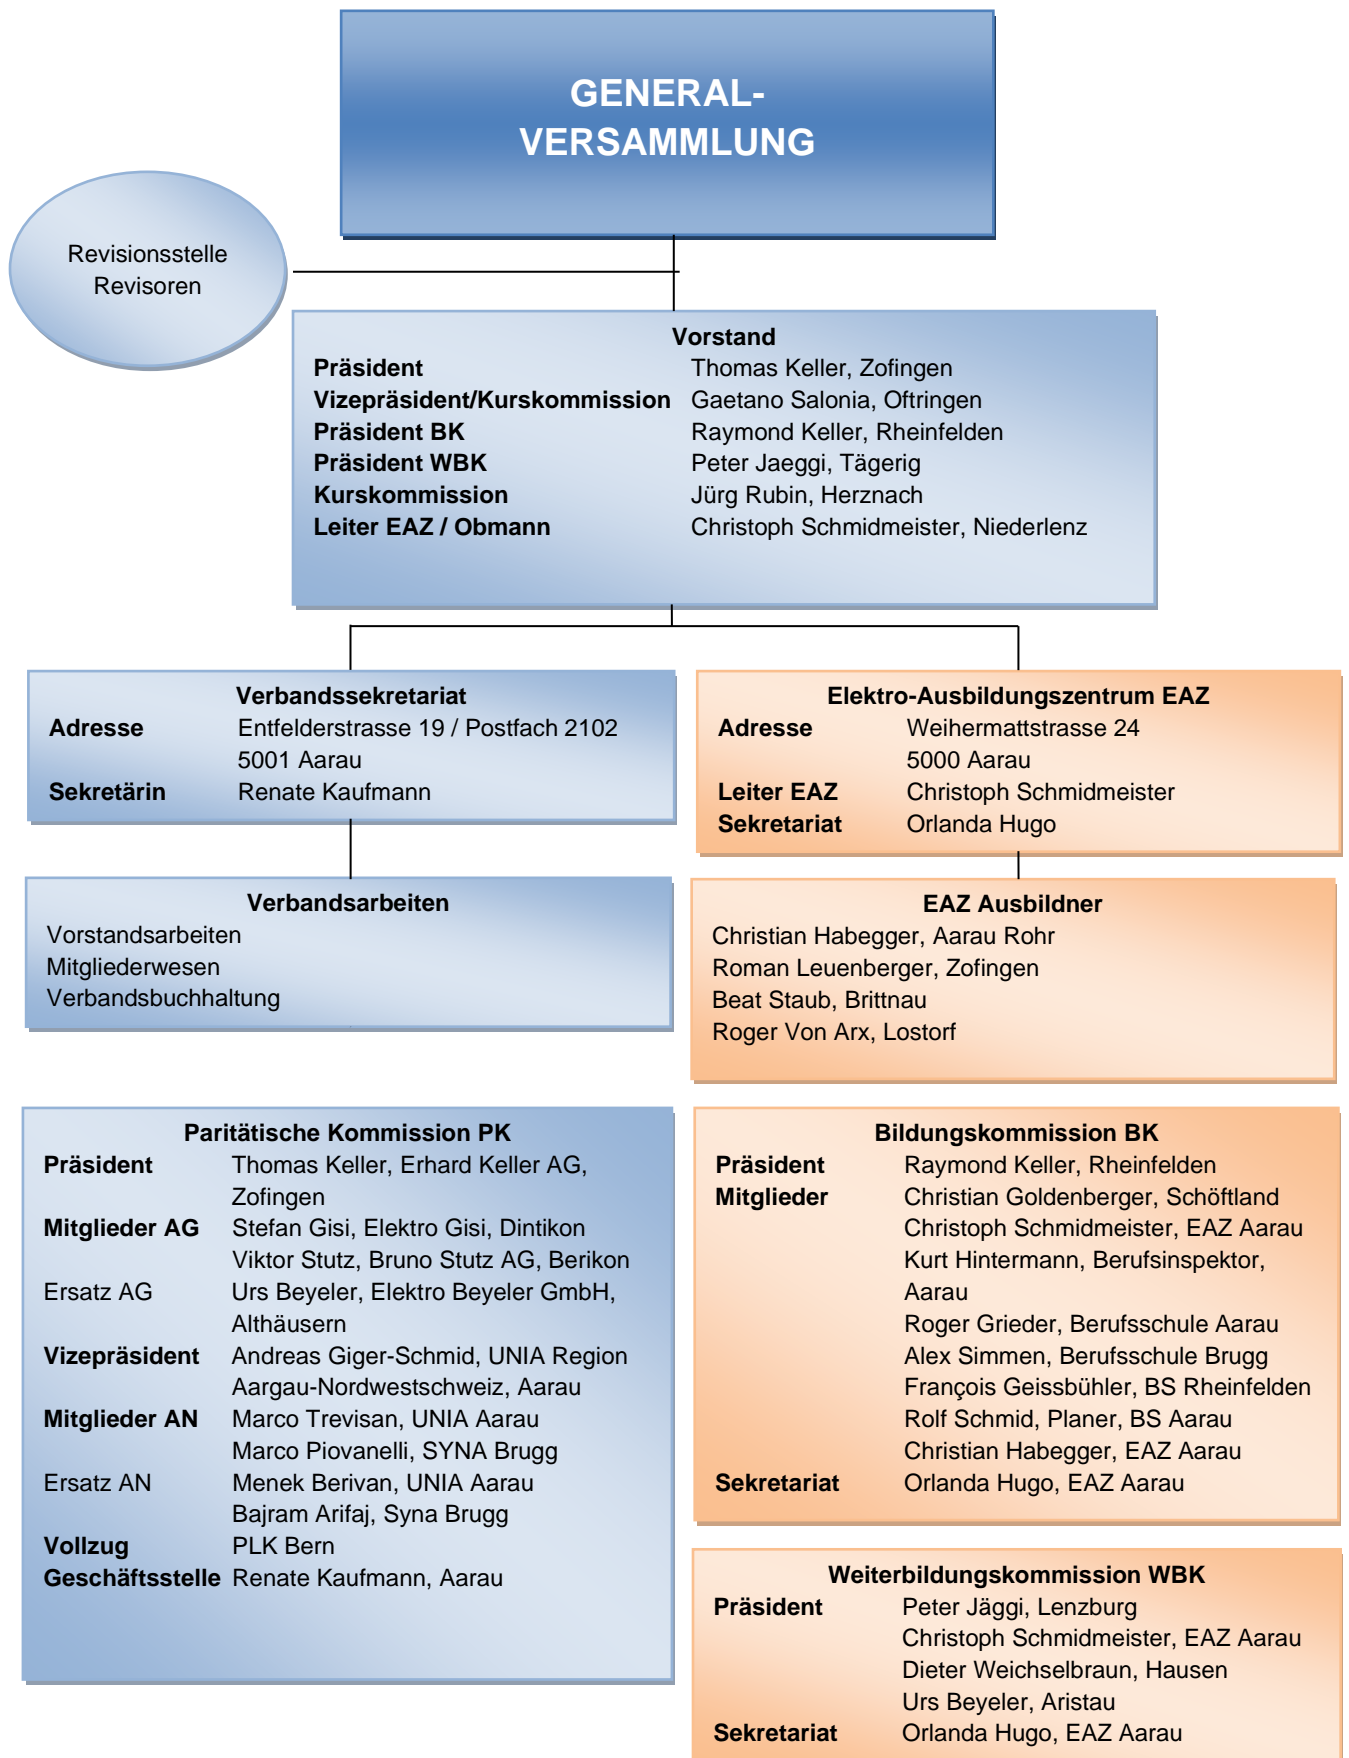 GENERAL-
VERSAMMLUNG
Revisionsstelle
Revisoren
Vorstand
Präsident Thomas Keller, Zofingen
Vizepräsident/Kurskommission Gaetano Salonia, Oftringen
Präsident BK Raymond Keller, Rheinfelden
Präsident WBK Peter Jaeggi, Tägerig
Kurskommission Jürg Rubin, Herznach
Leiter EAZ / Obmann Christoph Schmidmeister, Niederlenz
Verbandssekretariat
Adresse Entfelderstrasse 19 / Postfach 2102
5001 Aarau
Sekretärin Renate Kaufmann
Elektro-Ausbildungszentrum EAZ
Adresse Weihermattstrasse 24
5000 Aarau
Leiter EAZ Christoph Schmidmeister
Sekretariat Orlanda Hugo
Verbandsarbeiten
Vorstandsarbeiten
Mitgliederwesen
Verbandsbuchhaltung
EAZ Ausbildner
Christian Habegger, Aarau Rohr
Roman Leuenberger, Zofingen
Beat Staub, Brittnau
Roger Von Arx, Lostorf
Paritätische Kommission PK
Präsident Thomas Keller, Erhard Keller AG,
Zofingen
Mitglieder AG Stefan Gisi, Elektro Gisi, Dintikon
Viktor Stutz, Bruno Stutz AG, Berikon
Ersatz AG Urs Beyeler, Elektro Beyeler GmbH,
Althäusern
Vizepräsident Andreas Giger-Schmid, UNIA Region
Aargau-Nordwestschweiz, Aarau
Mitglieder AN Marco Trevisan, UNIA Aarau
Marco Piovanelli, SYNA Brugg
Ersatz AN Menek Berivan, UNIA Aarau
Bajram Arifaj, Syna Brugg
Vollzug PLK Bern
Geschäftsstelle Renate Kaufmann, Aarau
Bildungskommission BK
Präsident Raymond Keller, Rheinfelden
Mitglieder Christian Goldenberger, Schöftland
Christoph Schmidmeister, EAZ Aarau
Kurt Hintermann, Berufsinspektor,
Aarau
Roger Grieder, Berufsschule Aarau
Alex Simmen, Berufsschule Brugg
François Geissbühler, BS Rheinfelden
Rolf Schmid, Planer, BS Aarau
Christian Habegger, EAZ Aarau
Sekretariat Orlanda Hugo, EAZ Aarau
Weiterbildungskommission WBK
Präsident Peter Jäggi, Lenzburg
Christoph Schmidmeister, EAZ Aarau
Dieter Weichselbraun, Hausen
Urs Beyeler, Aristau
Sekretariat Orlanda Hugo, EAZ Aarau